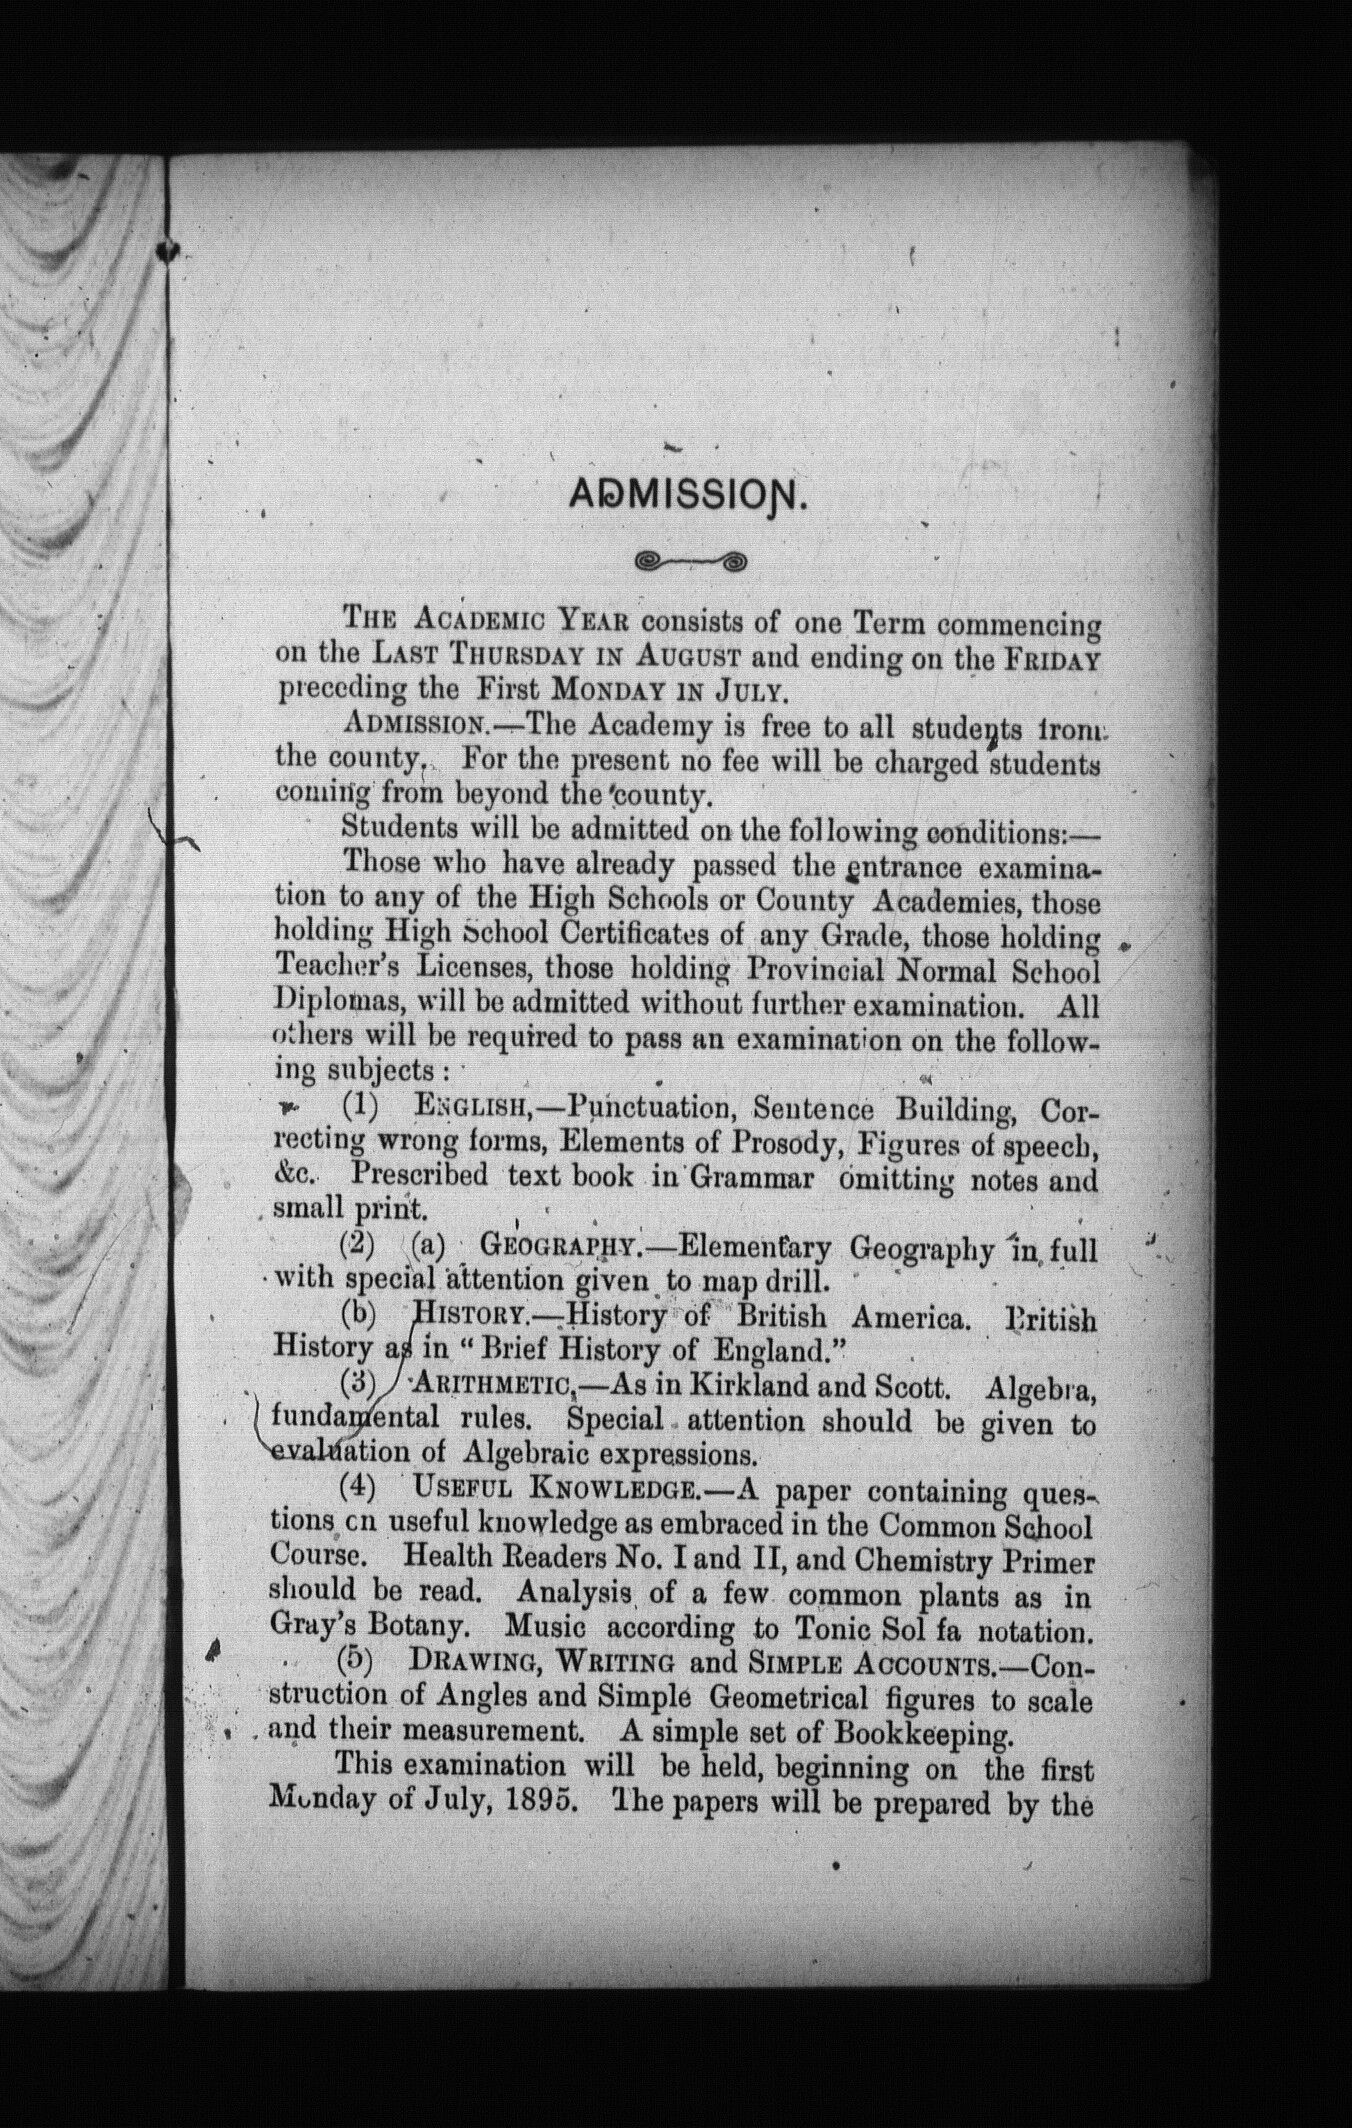 ADMISSION.
THE ACADEMIC YEAR consists of one Term commencing
on the LAST THURSDAY IN AUGUST and ending on the FRIDAY
preceding the First MONDAY IN JULY.
ADMISSION.—The Academy is free to all students from
the county. For the present no fee will be charged students
coming from beyond the county.
Students will be admitted on the following conditions:—
Those who have already passed the entrance examina-
tion to any of the High Schools or County Academies, those
holding High School Certificates of any Grade, those holding
Teacher's Licenses, those holding Provincial Normal School
Diplomas, will be admitted without further examination. All
others will be required to pass an examination on the follow-
ing subjects :
(1) ENGLISH,—Punctuation, Sentence Building, Cor-
recting wrong forms, Elements of Prosody, Figures of speech,
&c. Prescribed text book in Grammar omitting notes and
small print.
(2) (a) GEOGRAPHY.—Elementary Geography in full
with special attention given to map drill.
(b) HISTORY.—History of British America. British
History as in "Brief History of England."
(3) ARITHMETIC,—As in Kirkland and Scott. Algebra,
fundamental rules. Special attention should be given to
evaluation of Algebraic expressions.
(4) USEFUL KNOWLEDGE.—A paper containing ques-
tions on useful knowledge as embraced in the Common School
Course. Health Readers No. I and II, and Chemistry Primer
should be read. Analysis of a few common plants as in
Gray's Botany. Music according to Tonic Sol fa notation.
(5) DRAWING, WRITING and SIMPLE ACCOUNTS.—Con-
struction of Angles and Simple Geometrical figures to scale
and their measurement. A simple set of Bookkeeping.
This examination will be held, beginning on the first
Monday of July, 1895. The papers will be prepared by the